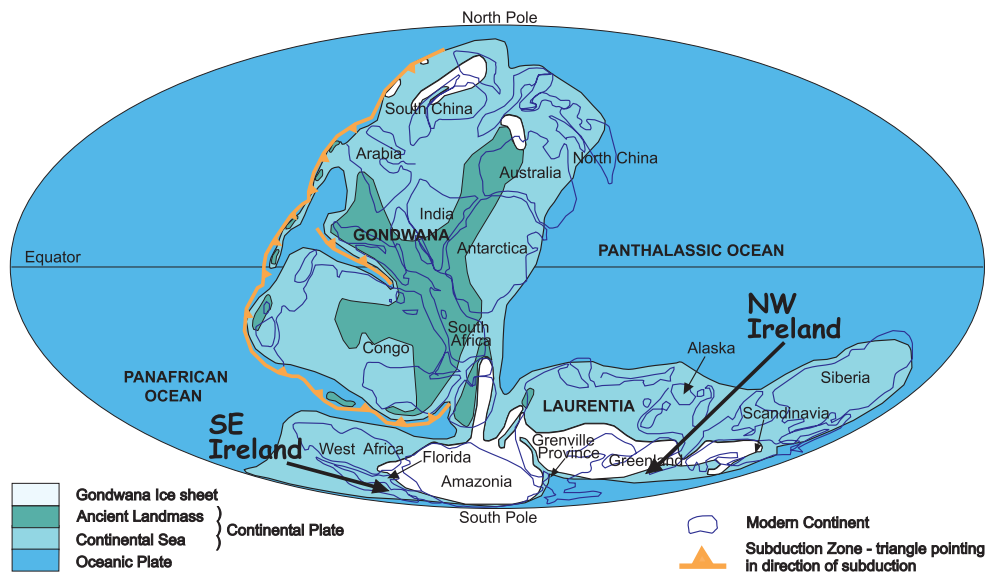 North Pole
South China
Arabia
North China
Australia
India
GONDWANA
Antarctica
PANTHALASSIC OCEAN
Equator
NW
Ireland
South
Africa
Congo
Alaska
Siberia
PANAFRICAN
OCEAN
LAURENTIA
Scandinavia
SE
Ireland
West Africa
Florida
Grenville
Province
Greenland
Amazonia
South Pole
Gondwana Ice sheet
Ancient Landmass
Continental Plate
Continental Sea
Oceanic Plate
Modern Continent
Subduction Zone - triangle pointing
in direction of subduction